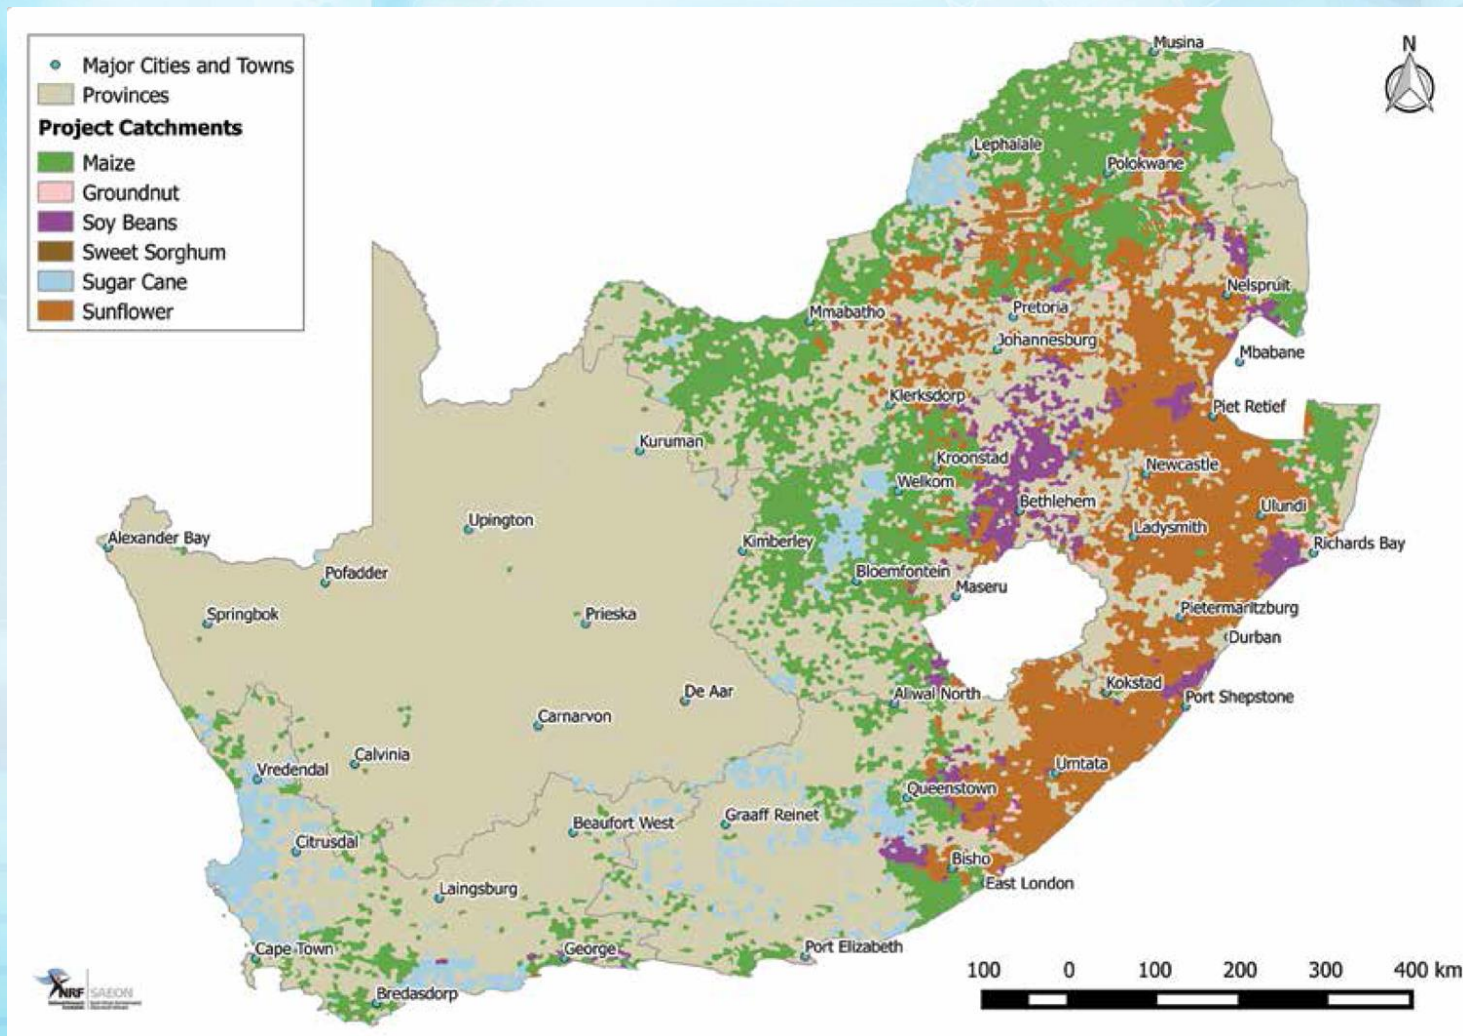 Major Cities and Towns
Provinces
Project Catchments
Maize
Groundnut
Soy Beans
Sweet Sorghum
Sugar Cane
Sunflower
N
Musina
Lephalale
Polokwane
Nelspruit
Mmabatho
Pretoria
Johannesburg
Mbabane
Klerksdorp
Piet Retief
Kuruman
Kroonstad
Newcastle
Welkom
Bethlehem
Ulundi
Upington
Ladysmith
Alexander Bay
Kimberley
Richards Bay
Pofadder
Bloemfontein
Maseru
Springbok
Prieska
Pietermaritzburg
Durban
De Aar
Aliwal North
Kokstad
Port Shepstone
Carnarvon
Calvinia
Vredendal
Umtata
Queenstown
Beaufort West
Graaff Reinet
Citrusdal
Bisho
Laingsburg
East London
Cape Town
George
Port Elizabeth
Bredasdorp
100 0 100 200 300 400 km
NRF SAEON